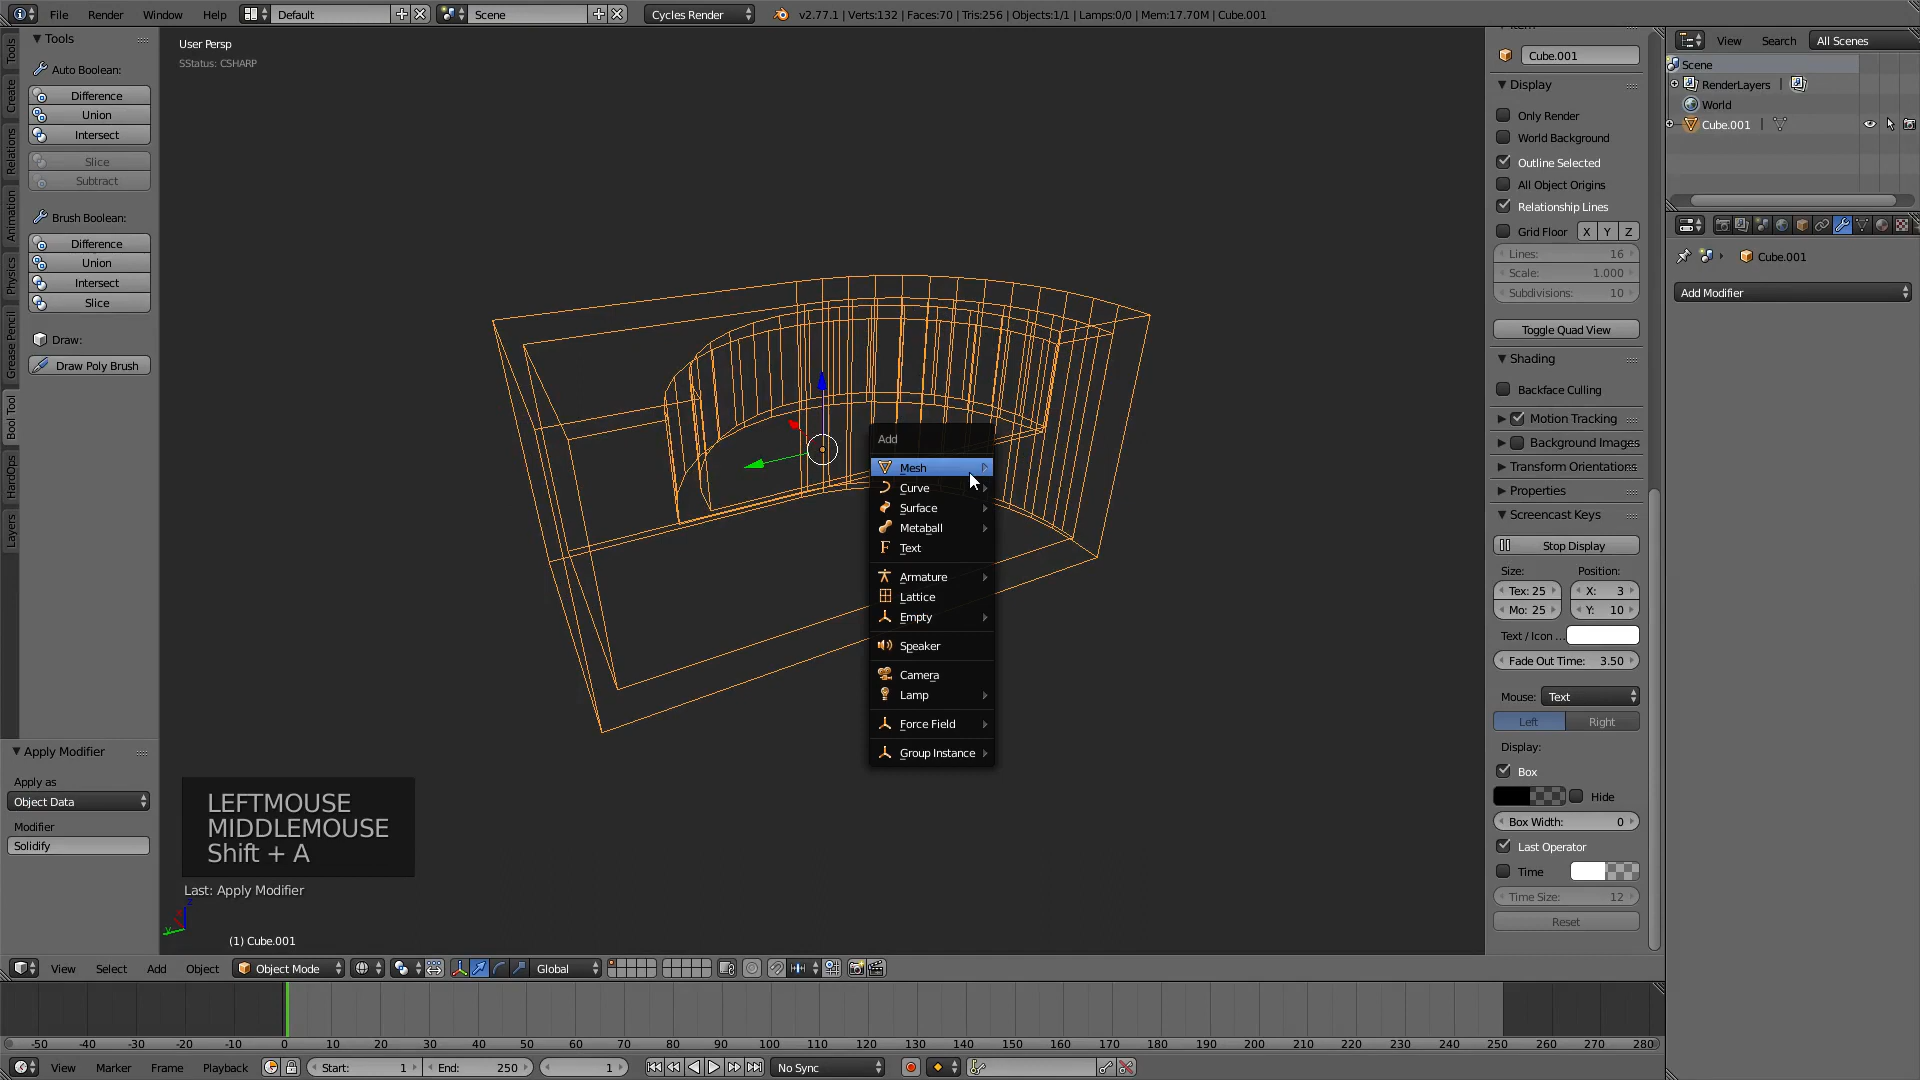 File Render Window Help Default Scene Cycles Render v2.77.1 | Verts:132 | Faces:70 | Tris:256 | Objects:1/1 | Lamps:0/0 | Mem:17.70M | Cube.001
Tools
Auto Boolean:
Difference
Union
Intersect
Slice
Subtract
Brush Boolean:
Difference
Union
Intersect
Slice
Draw:
Draw Poly Brush
Tools
Create
Relations
Animation
Physics
Grease Pencil
Bool Tool
HardOps
Layers
Apply Modifier
Apply as
Object Data
Modifier
Solidify
User Persp
SStatus: CSHARP
Add
Mesh
Curve
Surface
Metaball
Text
Armature
Lattice
Empty
Speaker
Camera
Lamp
Force Field
Group Instance
LEFTMOUSE
MIDDLEMOUSE
Shift + A
Last: Apply Modifier
(1) Cube.001
Cube.001
Display
Only Render
World Background
Outline Selected
All Object Origins
Relationship Lines
Grid Floor X Y Z
Lines: 16
Scale: 1.000
Subdivisions: 10
Toggle Quad View
Shading
Backface Culling
Motion Tracking
Background Images
Transform Orientations
Properties
Screencast Keys
Stop Display
Size: Position:
Tex: 25 X: 3
Mo: 25 Y: 10
Text / Icon ...
Fade Out Time: 3.50
Mouse: Text
Left Right
Display:
Box
Hide
Box Width: 0
Last Operator
Time
Time Size: 12
Reset
View Search All Scenes
Scene
RenderLayers |
World
Cube.001 |
Cube.001
Add Modifier
View Select Add Object Object Mode Global
-50 -40 -30 -20 -10 0 10 20 30 40 50 60 70 80 90 100 110 120 130 140 150 160 170 180 190 200 210 220 230 240 250 260 270 280
View Marker Frame Playback Start: 1 End: 250 1 No Sync